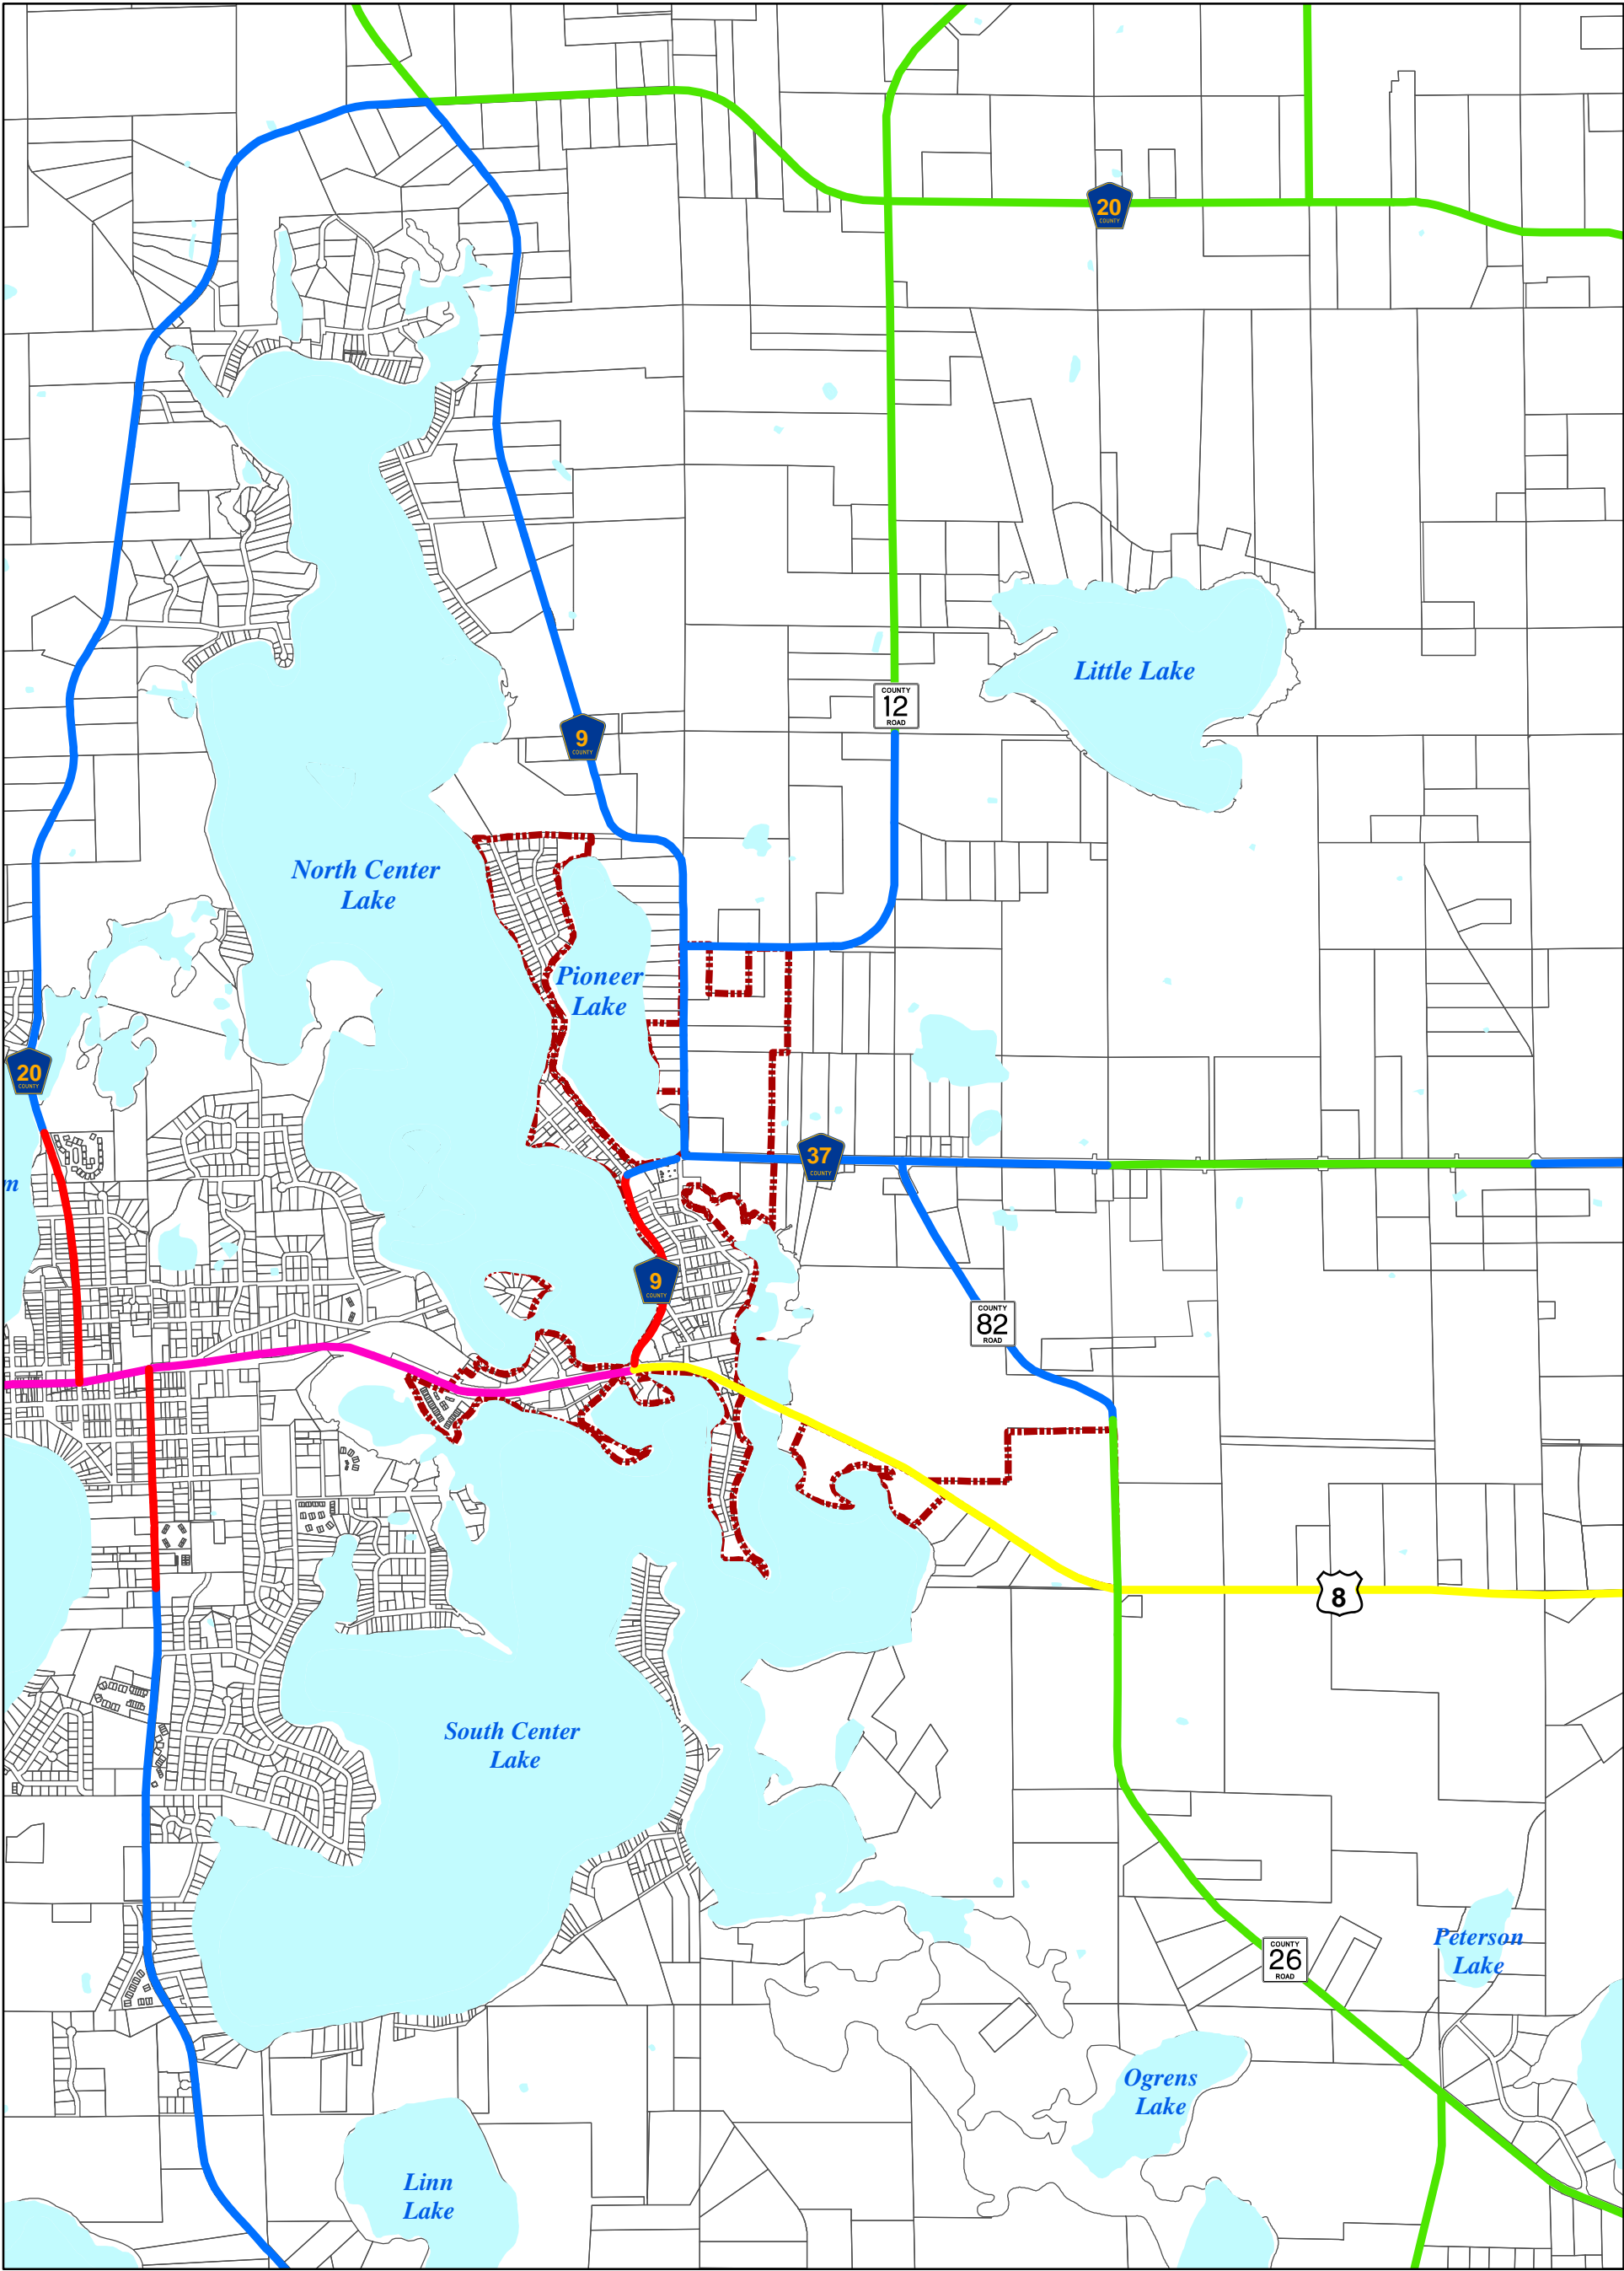 20
COUNTY
Little Lake
COUNTY
12
ROAD
9
COUNTY
North Center
Lake
Pioneer
Lake
20
COUNTY
37
COUNTY
m
9
COUNTY
COUNTY
82
ROAD
8
South Center
Lake
COUNTY
26
ROAD
Peterson
Lake
Ogrens
Lake
Linn
Lake